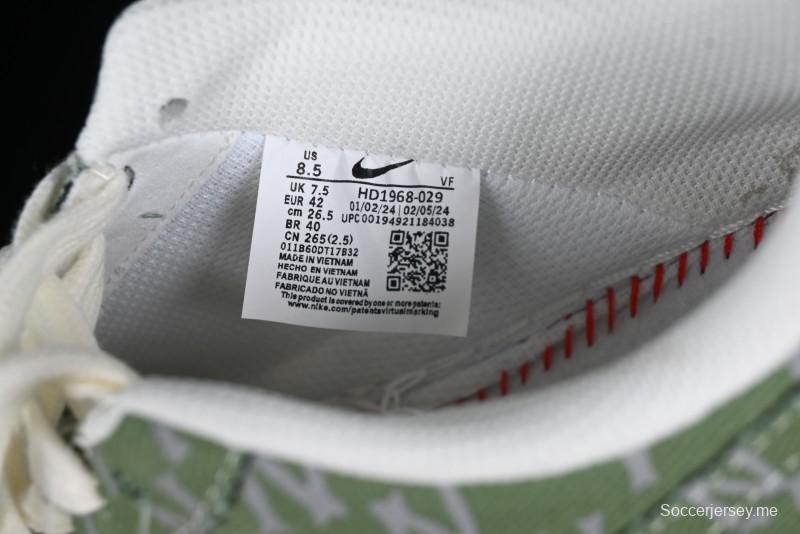 US
8.5
VF
UK 7.5
HD1968-029
EUR 42
01/02/24 | 02/05/24
cm 26.5
UPC00194921184038
BR 40
CN 265(2.5)
011B60DT17B32
MADE IN VIETNAM
HECHO EN VIETNAM
FABRIQUE AU VIETNAM
FABRICADO NO VIETNÃ
This product is covered by one or more patents:
www.nike.com/patentsvirtualmarking
Soccerjersey.me